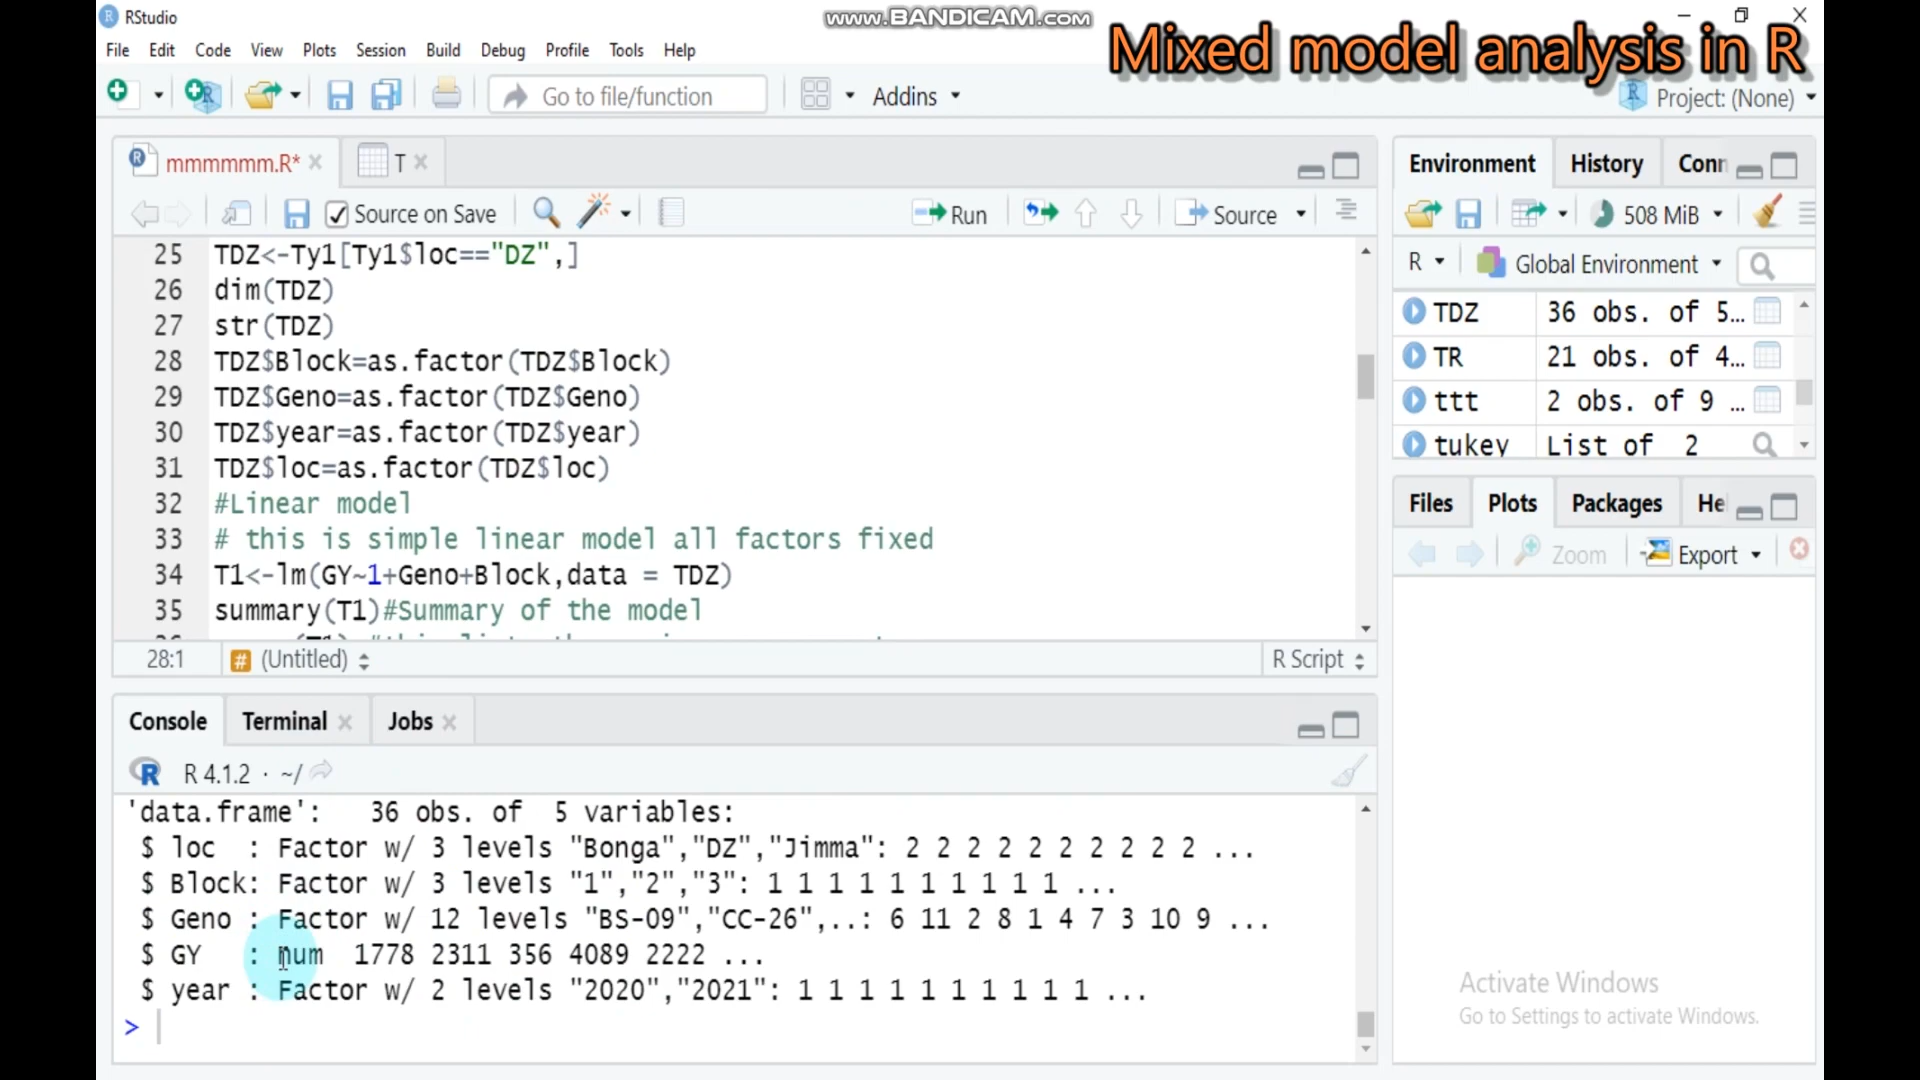 RStudio
www.BANDICAM.com
Mixed model analysis in R
File Edit Code View Plots Session Build Debug Profile Tools Help
Go to file/function
Addins
Project: (None)
mmmmmm.R*
T
Source on Save
Run
Source
25 TDZ<-Ty1[Ty1$loc=="DZ",]
26 dim(TDZ)
27 str(TDZ)
28 TDZ$Block=as.factor(TDZ$Block)
29 TDZ$Geno=as.factor(TDZ$Geno)
30 TDZ$year=as.factor(TDZ$year)
31 TDZ$loc=as.factor(TDZ$loc)
32 #Linear model
33 # this is simple linear model all factors fixed
34 T1<-lm(GY~1+Geno+Block,data = TDZ)
35 summary(T1)#Summary of the model
28:1
(Untitled)
R Script
Console Terminal Jobs
R 4.1.2 · ~/
'data.frame': 36 obs. of 5 variables:
$ loc : Factor w/ 3 levels "Bonga","DZ","Jimma": 2 2 2 2 2 2 2 2 2 2 ...
$ Block: Factor w/ 3 levels "1","2","3": 1 1 1 1 1 1 1 1 1 1 ...
$ Geno : Factor w/ 12 levels "BS-09","CC-26",..: 6 11 2 8 1 4 7 3 10 9 ...
$ GY : num 1778 2311 356 4089 2222 ...
$ year : Factor w/ 2 levels "2020","2021": 1 1 1 1 1 1 1 1 1 1 ...
>
Environment History Conn
508 MiB
R
Global Environment
TDZ 36 obs. of 5…
TR 21 obs. of 4…
ttt 2 obs. of 9 …
tukey List of 2
Files Plots Packages He
Zoom
Export
Activate Windows
Go to Settings to activate Windows.